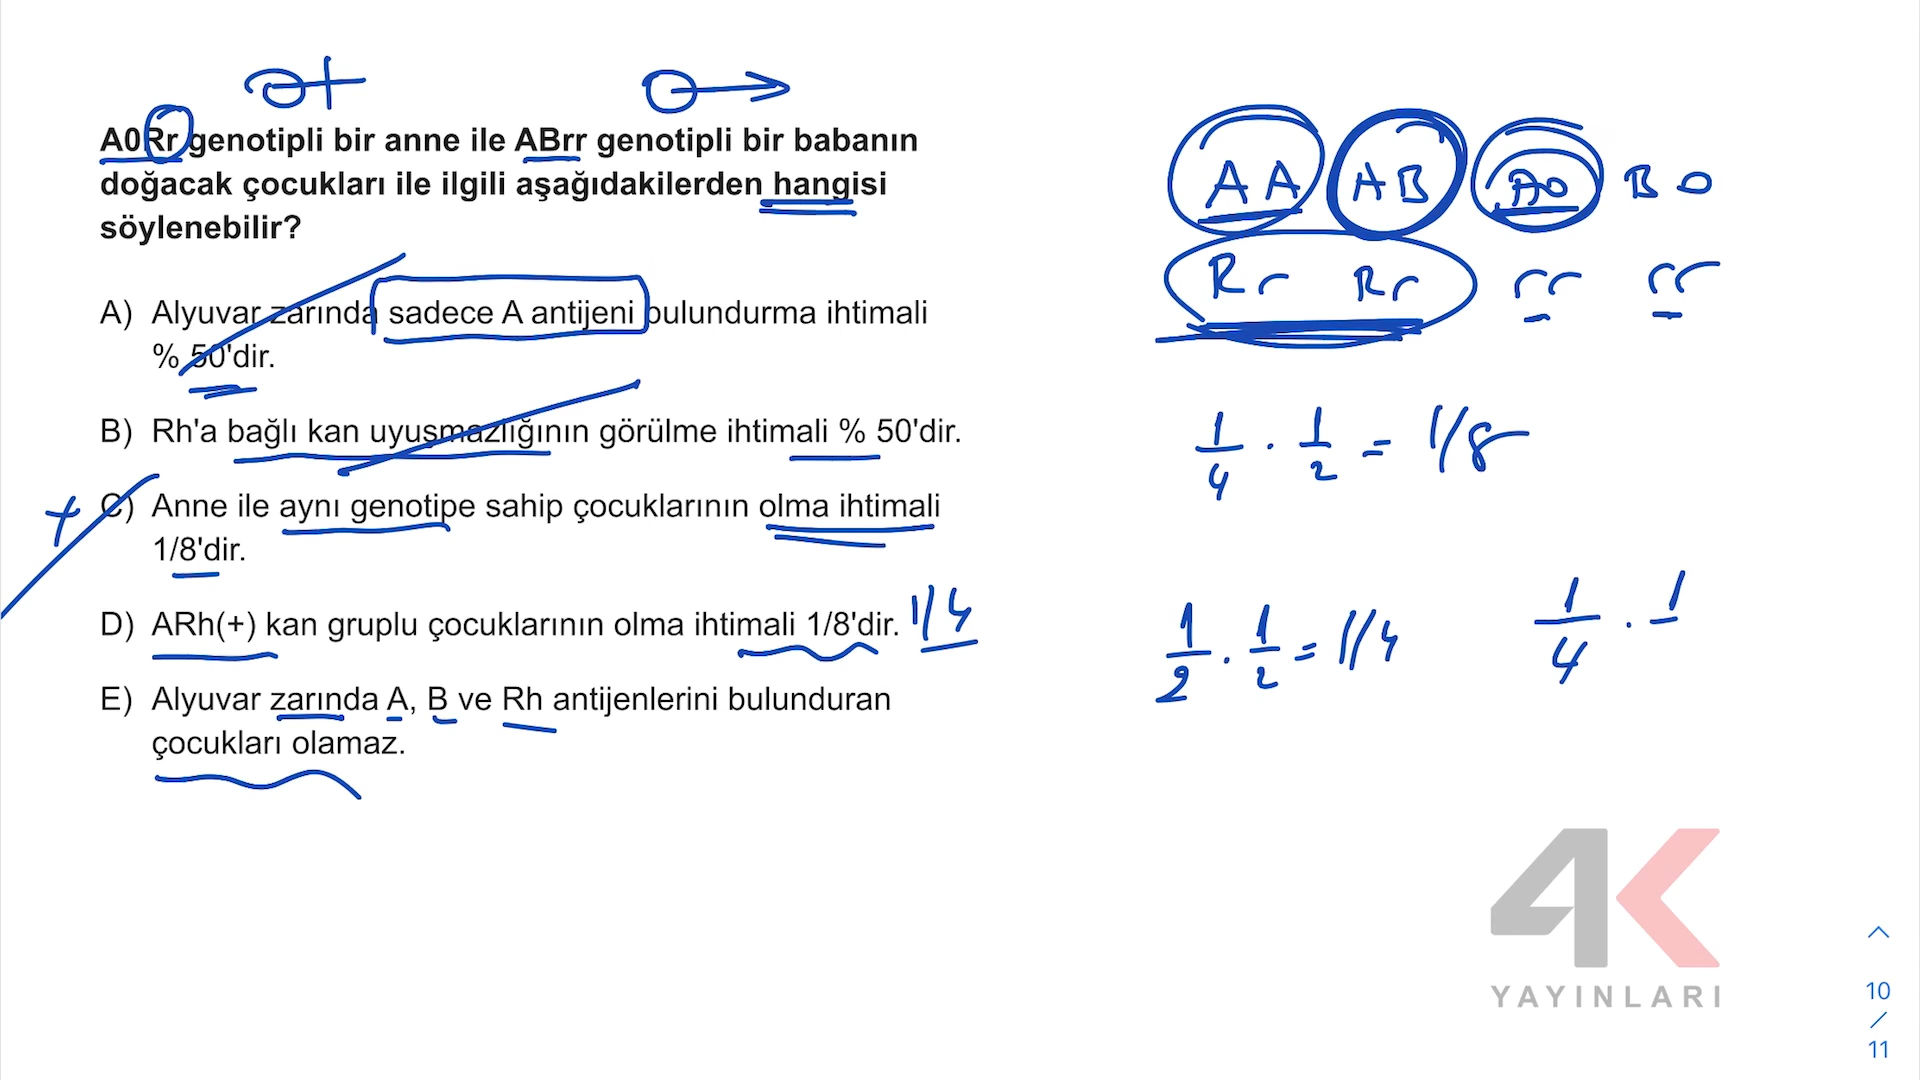 A0Rr genotipli bir anne ile ABrr genotipli bir babanın
doğacak çocukları ile ilgili aşağıdakilerden hangisi
söylenebilir?
A) Alyuvar zarında sadece A antijeni bulundurma ihtimali
% 50'dir.
B) Rh'a bağlı kan uyuşmazlığının görülme ihtimali % 50'dir.
C) Anne ile aynı genotipe sahip çocuklarının olma ihtimali
1/8'dir.
D) ARh(+) kan gruplu çocuklarının olma ihtimali 1/8'dir. 1/4
E) Alyuvar zarında A, B ve Rh antijenlerini bulunduran
çocukları olamaz.
AA AB A0 B0
Rr Rr rr rr
1/4 . 1/2 = 1/8
1/2 . 1/2 = 1/4
1/4 . 1
4K
YAYINLARI
10
/
11